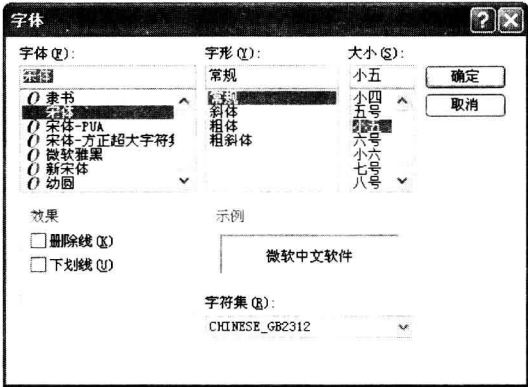 字体
字体(F): 字形(Y): 大小(S):
宋体 常规 小五 确定
隶书 常规 小四 取消
宋体 斜体 五号
宋体-PUA 粗体 小五
宋体-方正超大字符集 粗斜体 六号
微软雅黑 小六
新宋体 七号
幼圆 八号
效果 示例
删除线(K)
下划线(U)
微软中文软件
字符集(R):
CHINESE_GB2312